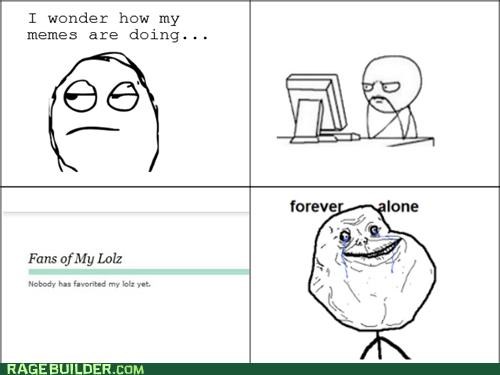 I wonder how my
memes are doing...
Fans of My Lolz
Nobody has favorited my lolz yet.
forever alone
RAGEBUILDER.COM